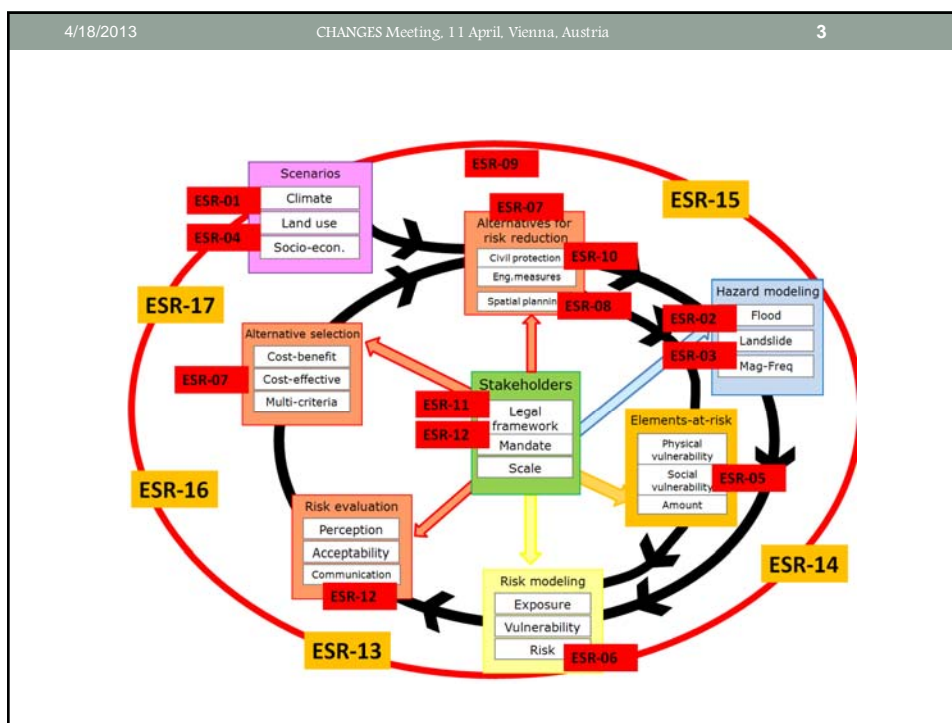 4/18/2013 CHANGES Meeting, 11 April, Vienna, Austria 3
ESR-09
Scenarios
ESR-01
Climate
ESR-04
Land use
Socio-econ.
ESR-07
Alternatives for
risk reduction
Civil protection
ESR-10
Eng.measures
Spatial planning
ESR-08
ESR-15
Hazard modeling
ESR-02
Flood
ESR-03
Landslide
Mag-Freq
ESR-17
Alternative selection
Cost-benefit
ESR-07
Cost-effective
Multi-criteria
Stakeholders
ESR-11
Legal
framework
ESR-12
Mandate
Scale
Elements-at-risk
Physical
vulnerability
Social
vulnerability
ESR-05
Amount
ESR-16
Risk evaluation
Perception
Acceptability
Communication
ESR-12
ESR-14
Risk modeling
Exposure
Vulnerability
Risk
ESR-06
ESR-13